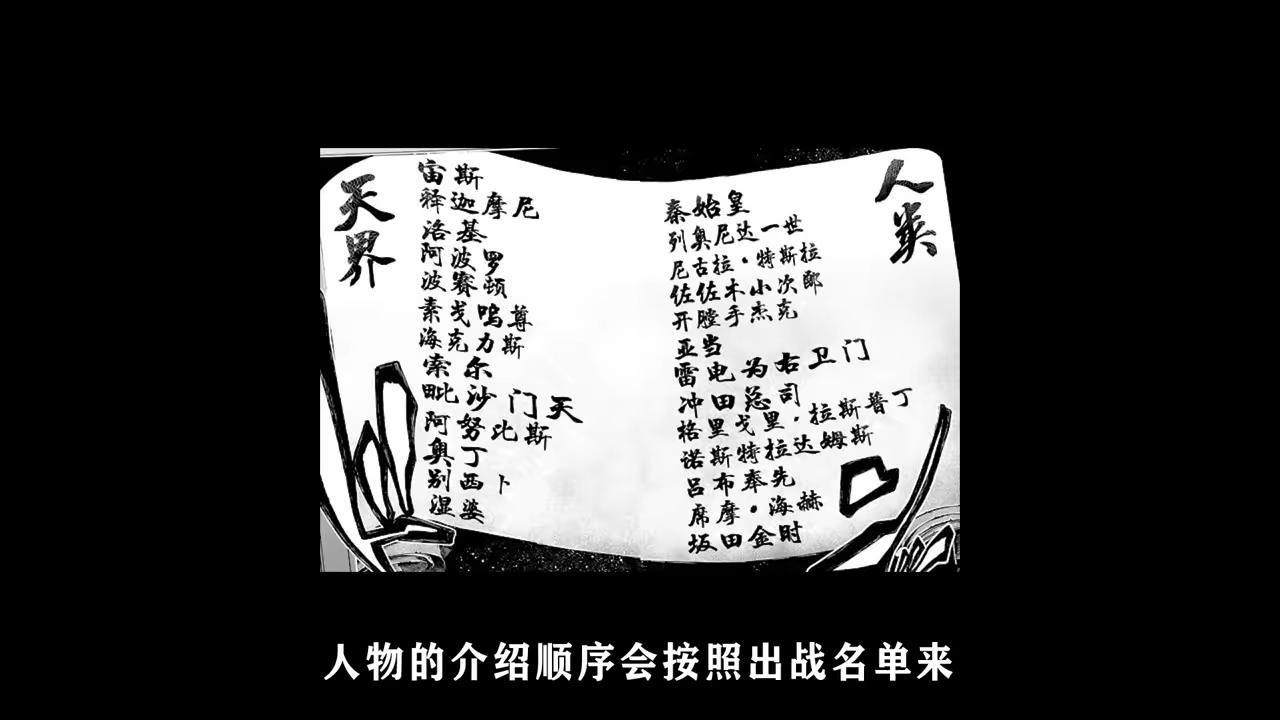 天界
宙斯
释迦摩尼
洛基
阿波罗
波赛顿
素戈呜尊
海克力斯
索尔
毗沙门天
阿努比斯
奥丁
别西卜
湿婆
人类
秦始皇
列奥尼达一世
尼古拉·特斯拉
佐佐木小次郎
开膛手杰克
亚当
雷电为右卫门
冲田总司
格里戈里·拉斯普丁
诺斯特拉达姆斯
吕布奉先
席摩·海赫
坂田金时
人物的介绍顺序会按照出战名单来